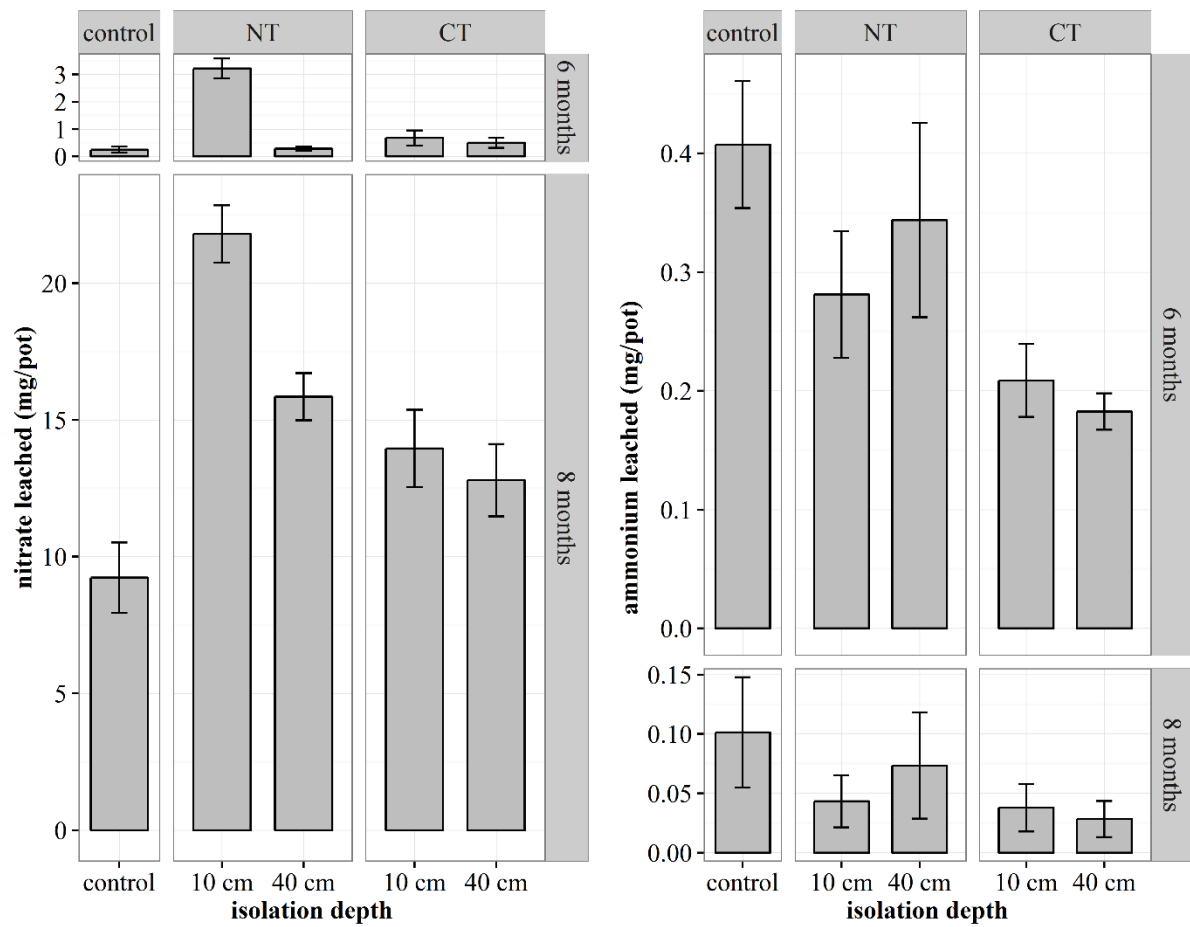 control NT CT
3
2
1
0
6 months
20
15
10
5
0
8 months
nitrate leached (mg/pot)
control 10 cm 40 cm 10 cm 40 cm
isolation depth
control NT CT
0.4
0.3
0.2
0.1
0.0
6 months
0.15
0.10
0.05
0.00
8 months
ammonium leached (mg/pot)
control 10 cm 40 cm 10 cm 40 cm
isolation depth